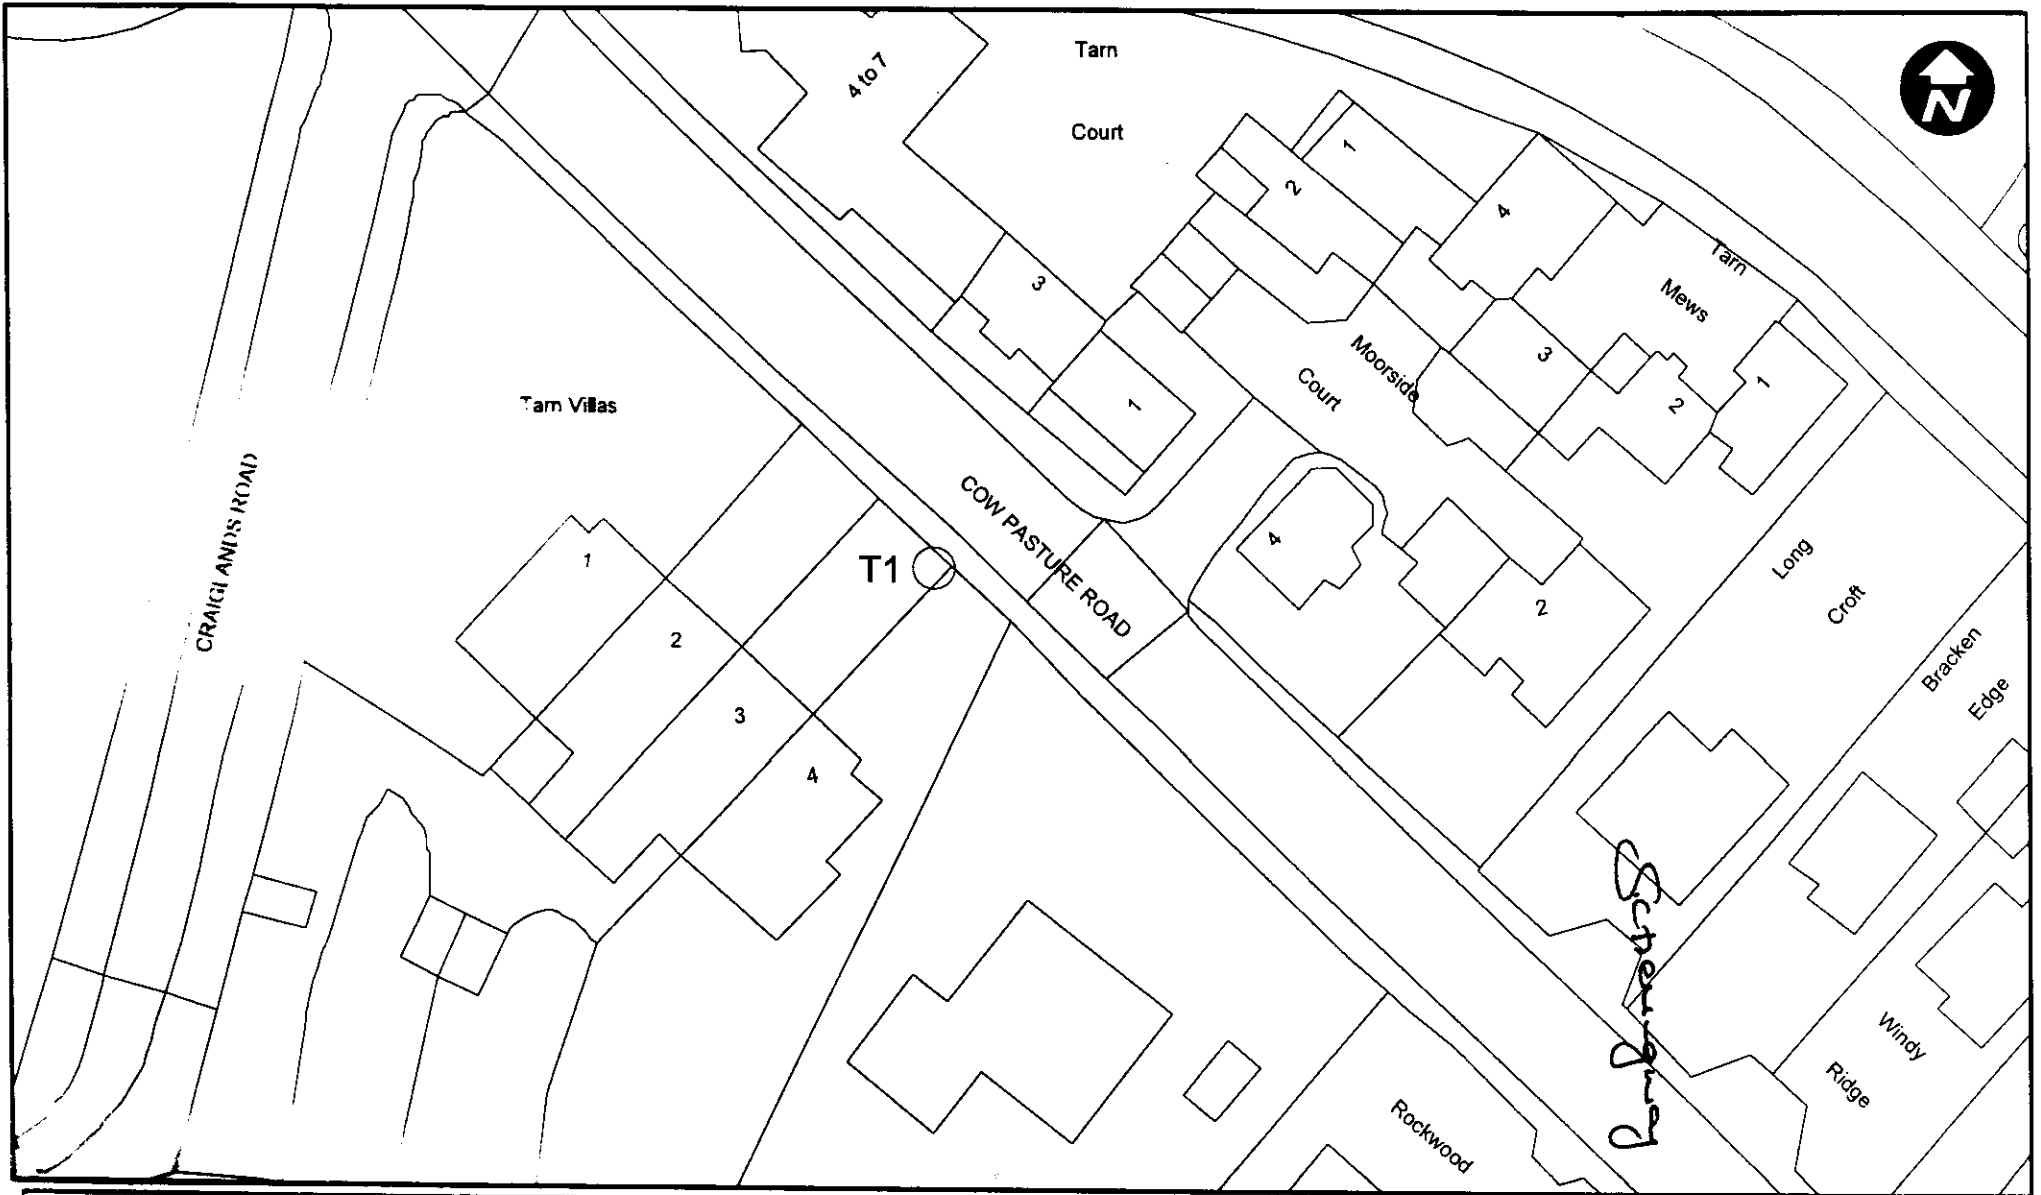 Tarn
Court
4 to 7
N
1
2
4
3
Tarn
Mews
Moorside
Court
1
3
2
1
Tarn Villas
CRAIGLANDS ROAD
COW PASTURE ROAD
T1
1
2
3
4
4
2
Long
Croft
Bracken
Edge
Windy
Ridge
Rockwood